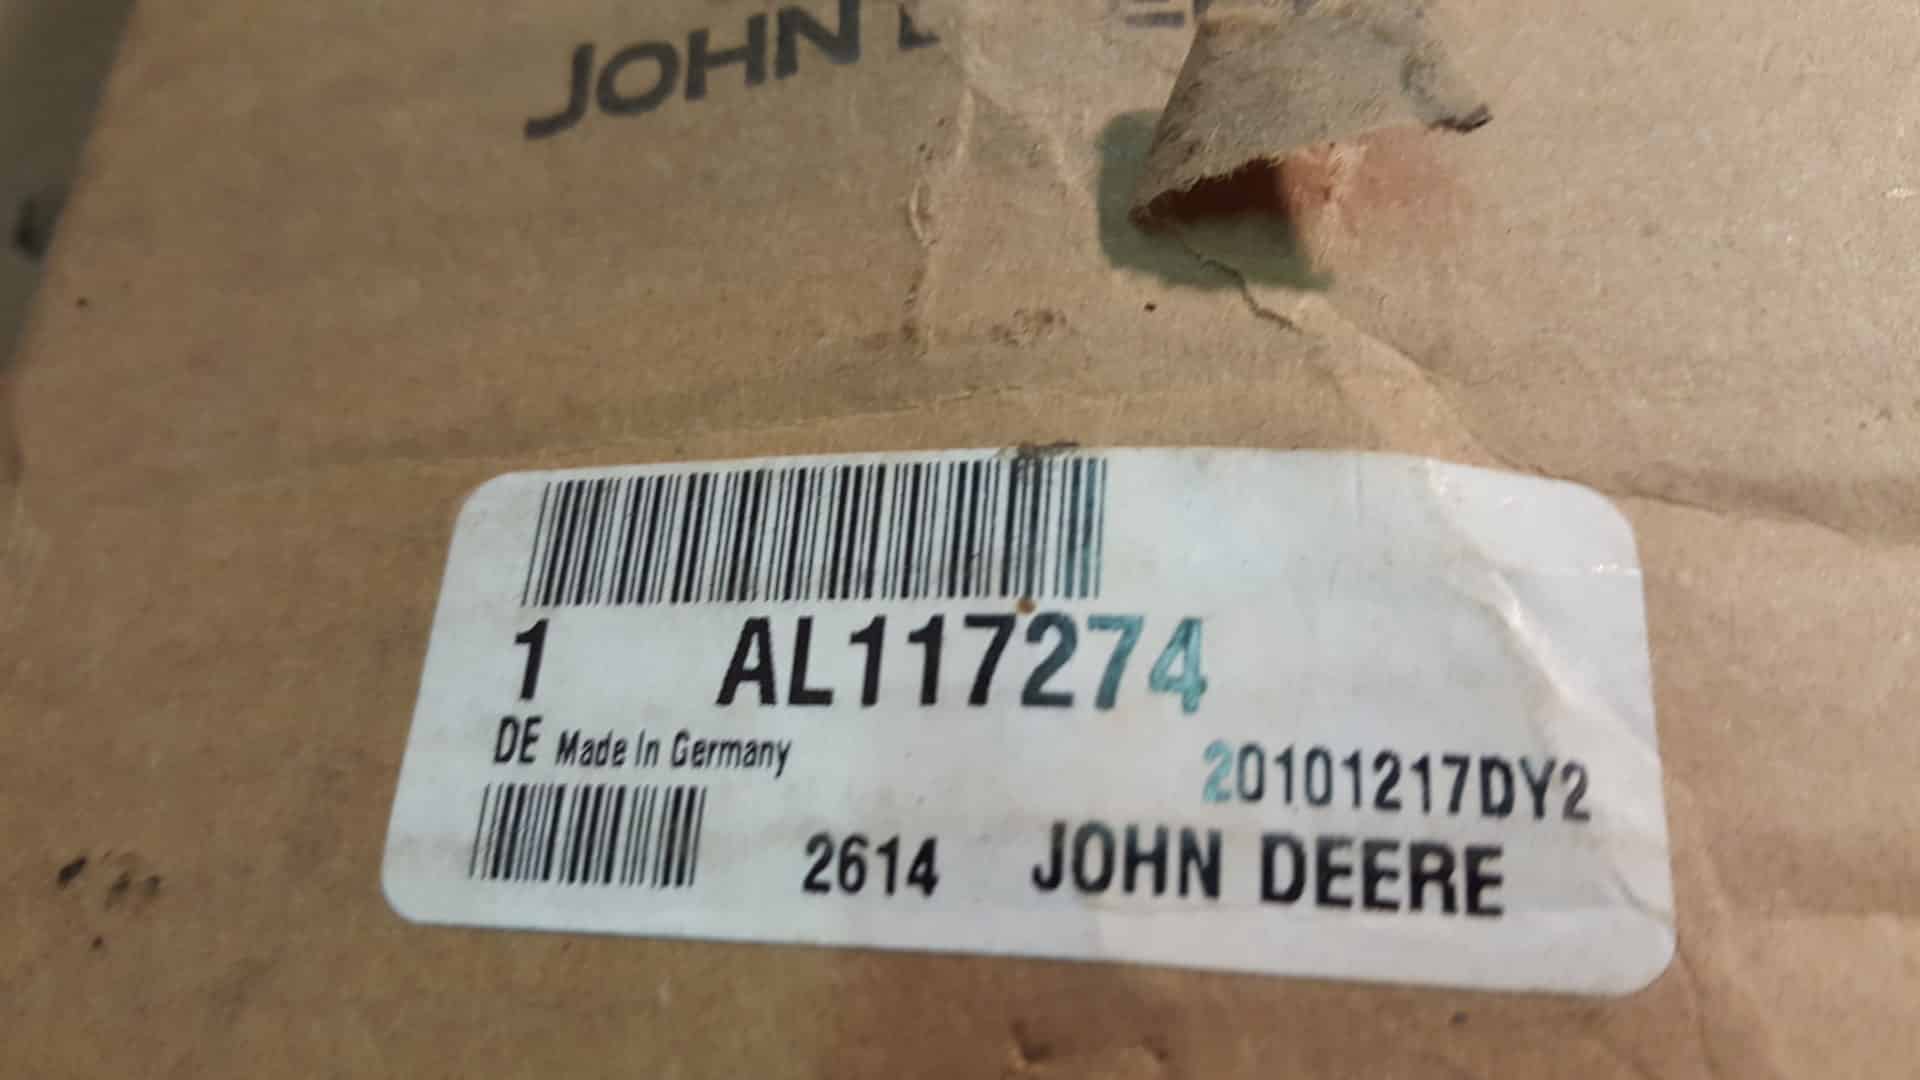 JOHN
1 AL117274
DE Made In Germany
20101217DY2
2614 JOHN DEERE